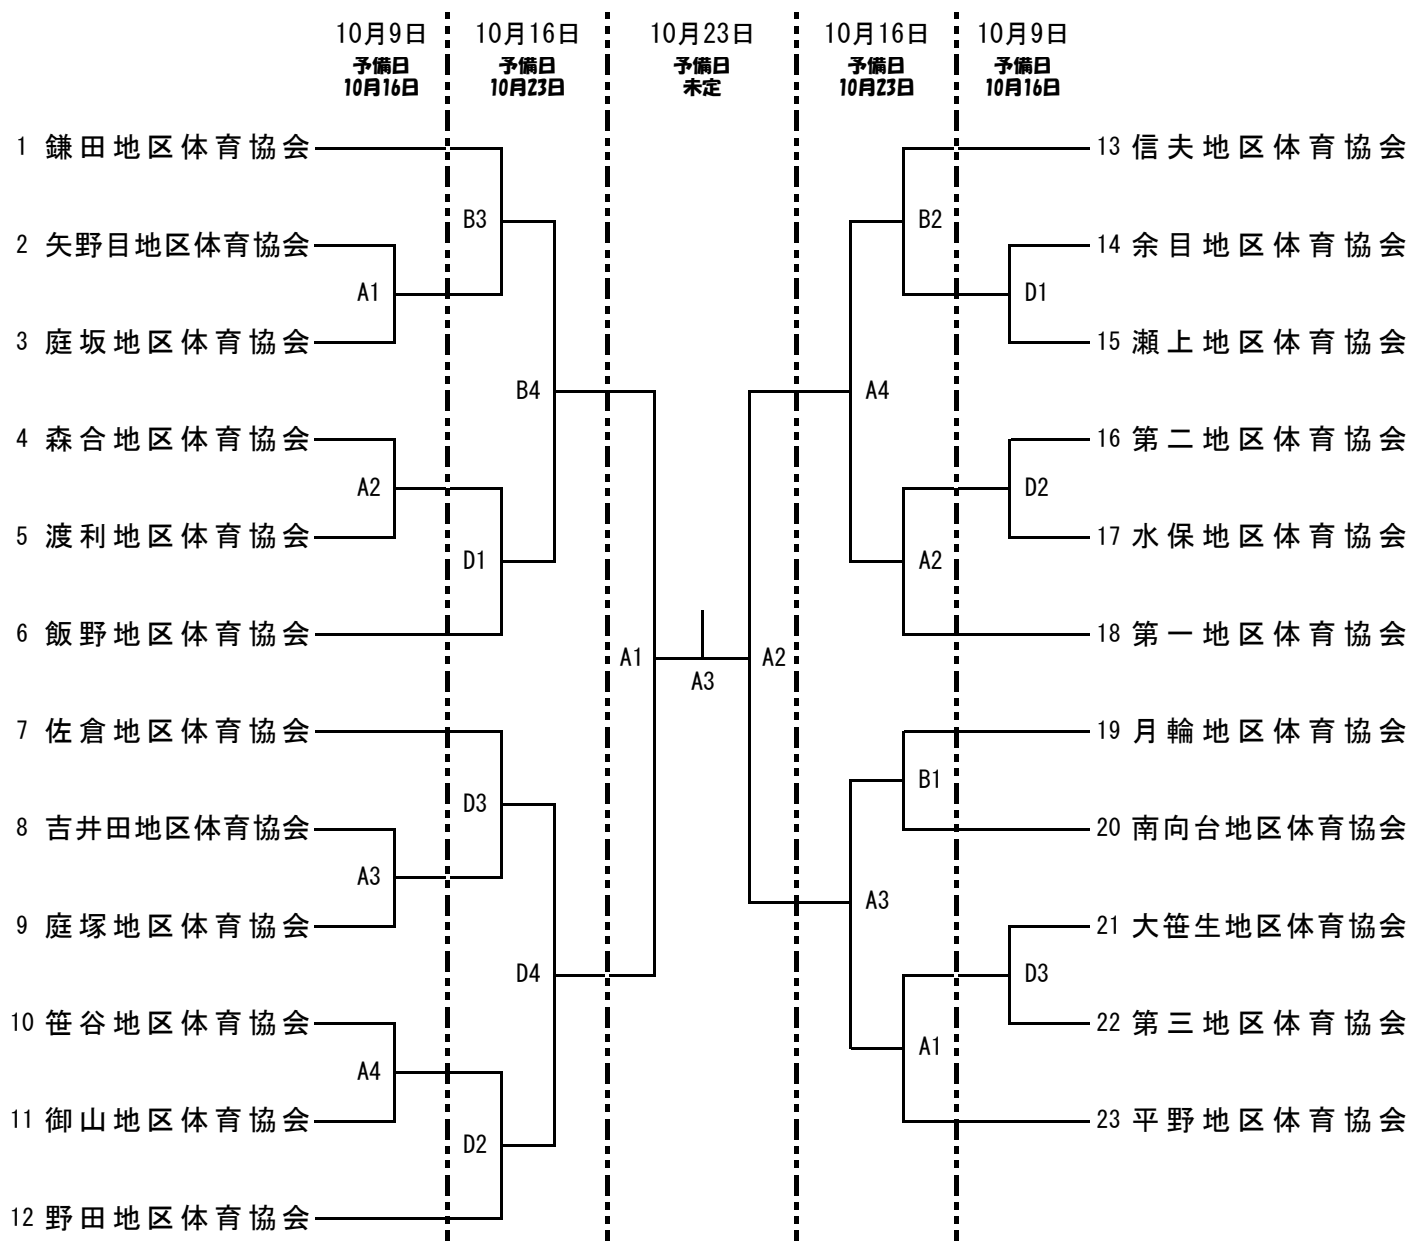 10月9日 10月16日 10月23日 10月16日 10月9日
予備日 予備日 予備日 予備日 予備日
10月16日 10月23日 未定 10月23日 10月16日
1 鎌田地区体育協会
13 信夫地区体育協会
B3
B2
2 矢野目地区体育協会
14 余目地区体育協会
A1
D1
3 庭坂地区体育協会
15 瀬上地区体育協会
B4
A4
4 森合地区体育協会
16 第二地区体育協会
A2
D2
5 渡利地区体育協会
17 水保地区体育協会
D1
A2
6 飯野地区体育協会
18 第一地区体育協会
A1
A3
A2
7 佐倉地区体育協会
19 月輪地区体育協会
D3
B1
8 吉井田地区体育協会
20 南向台地区体育協会
A3
A3
9 庭塚地区体育協会
21 大笹生地区体育協会
D4
D3
10 笹谷地区体育協会
22 第三地区体育協会
A4
A1
11 御山地区体育協会
23 平野地区体育協会
D2
12 野田地区体育協会